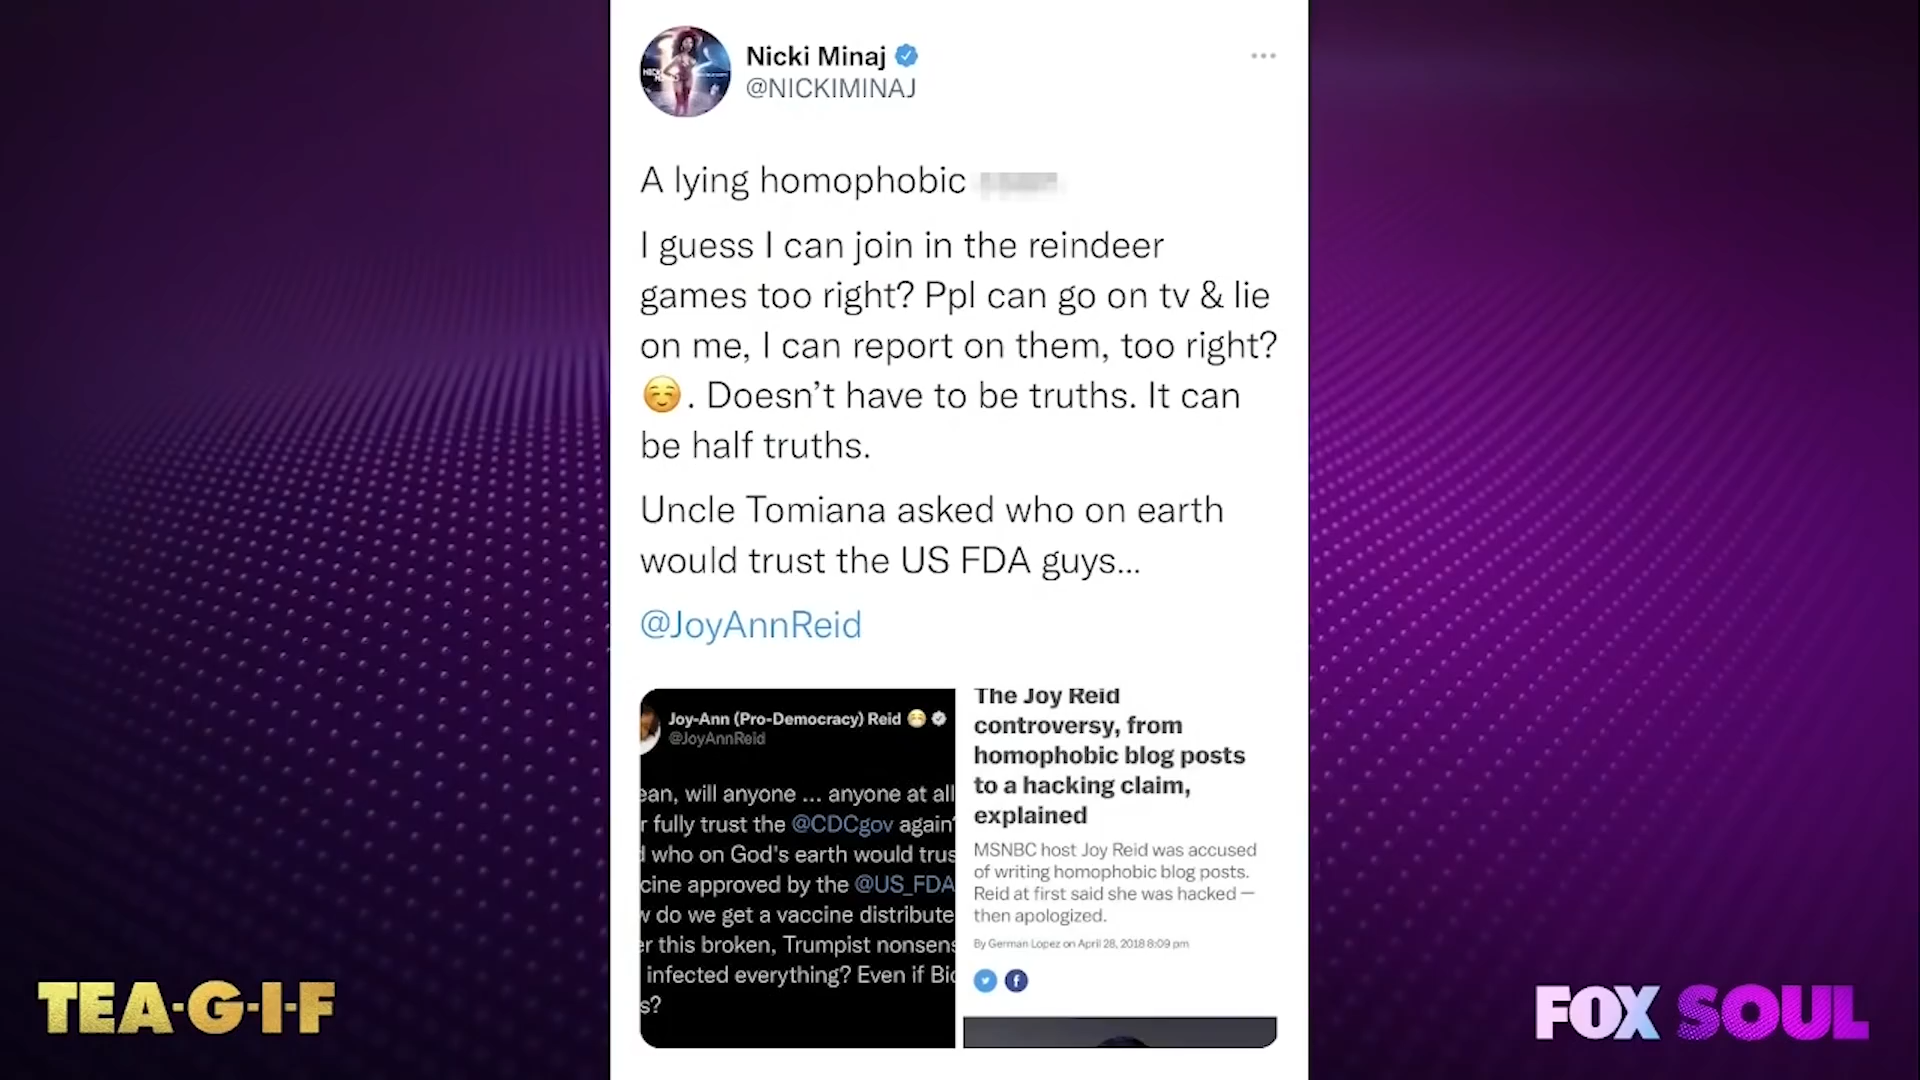 Nicki Minaj
@NICKIMINAJ
A lying homophobic
I guess I can join in the reindeer
games too right? Ppl can go on tv & lie
on me, I can report on them, too right?
☺️. Doesn’t have to be truths. It can
be half truths.
Uncle Tomiana asked who on earth
would trust the US FDA guys...
@JoyAnnReid
Joy-Ann (Pro-Democracy) Reid 😷
@JoyAnnReid
ean, will anyone ... anyone at all
r fully trust the @CDCgov again
who on God's earth would trus
cine approved by the @US_FDA
w do we get a vaccine distribute
er this broken, Trumpist nonsens
infected everything? Even if Bid
s?
The Joy Reid
controversy, from
homophobic blog posts
to a hacking claim,
explained
MSNBC host Joy Reid was accused
of writing homophobic blog posts.
Reid at first said she was hacked —
then apologized.
By German Lopez on April 28, 2018 8:09 pm
TEA-G-I-F
FOX SOUL